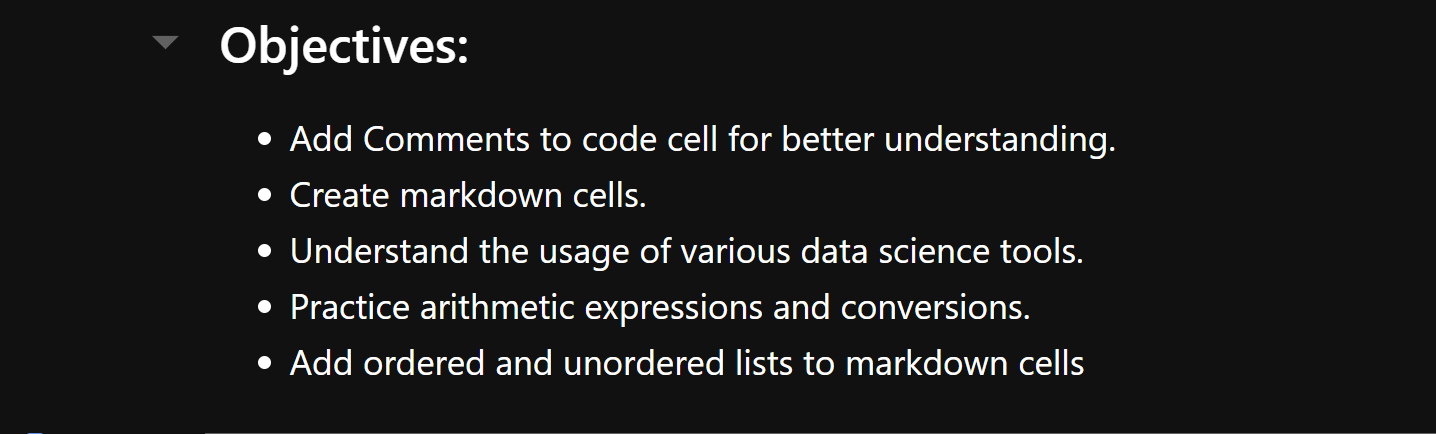 Objectives:
Add Comments to code cell for better understanding.
Create markdown cells.
Understand the usage of various data science tools.
Practice arithmetic expressions and conversions.
Add ordered and unordered lists to markdown cells